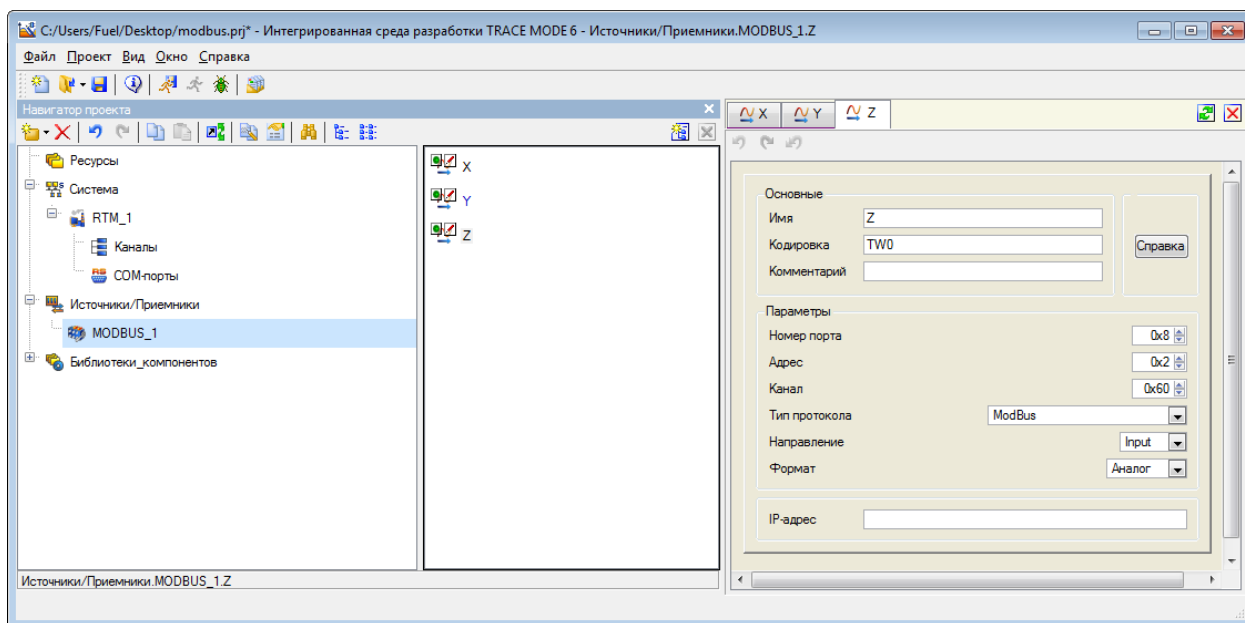 C:/Users/Fuel/Desktop/modbus.prj* - Интегрированная среда разработки TRACE MODE 6 - Источники/Приемники.MODBUS_1.Z
Файл Проект Вид Окно Справка
Навигатор проекта
Ресурсы
Система
RTM_1
Каналы
COM-порты
Источники/Приемники
MODBUS_1
Библиотеки_компонентов
X
Y
Z
Источники/Приемники.MODBUS_1.Z
X Y Z
Основные
Имя Z
Кодировка TW0
Комментарий
Справка
Параметры
Номер порта 0x8
Адрес 0x2
Канал 0x60
Тип протокола ModBus
Направление Input
Формат Аналог
IP-адрес